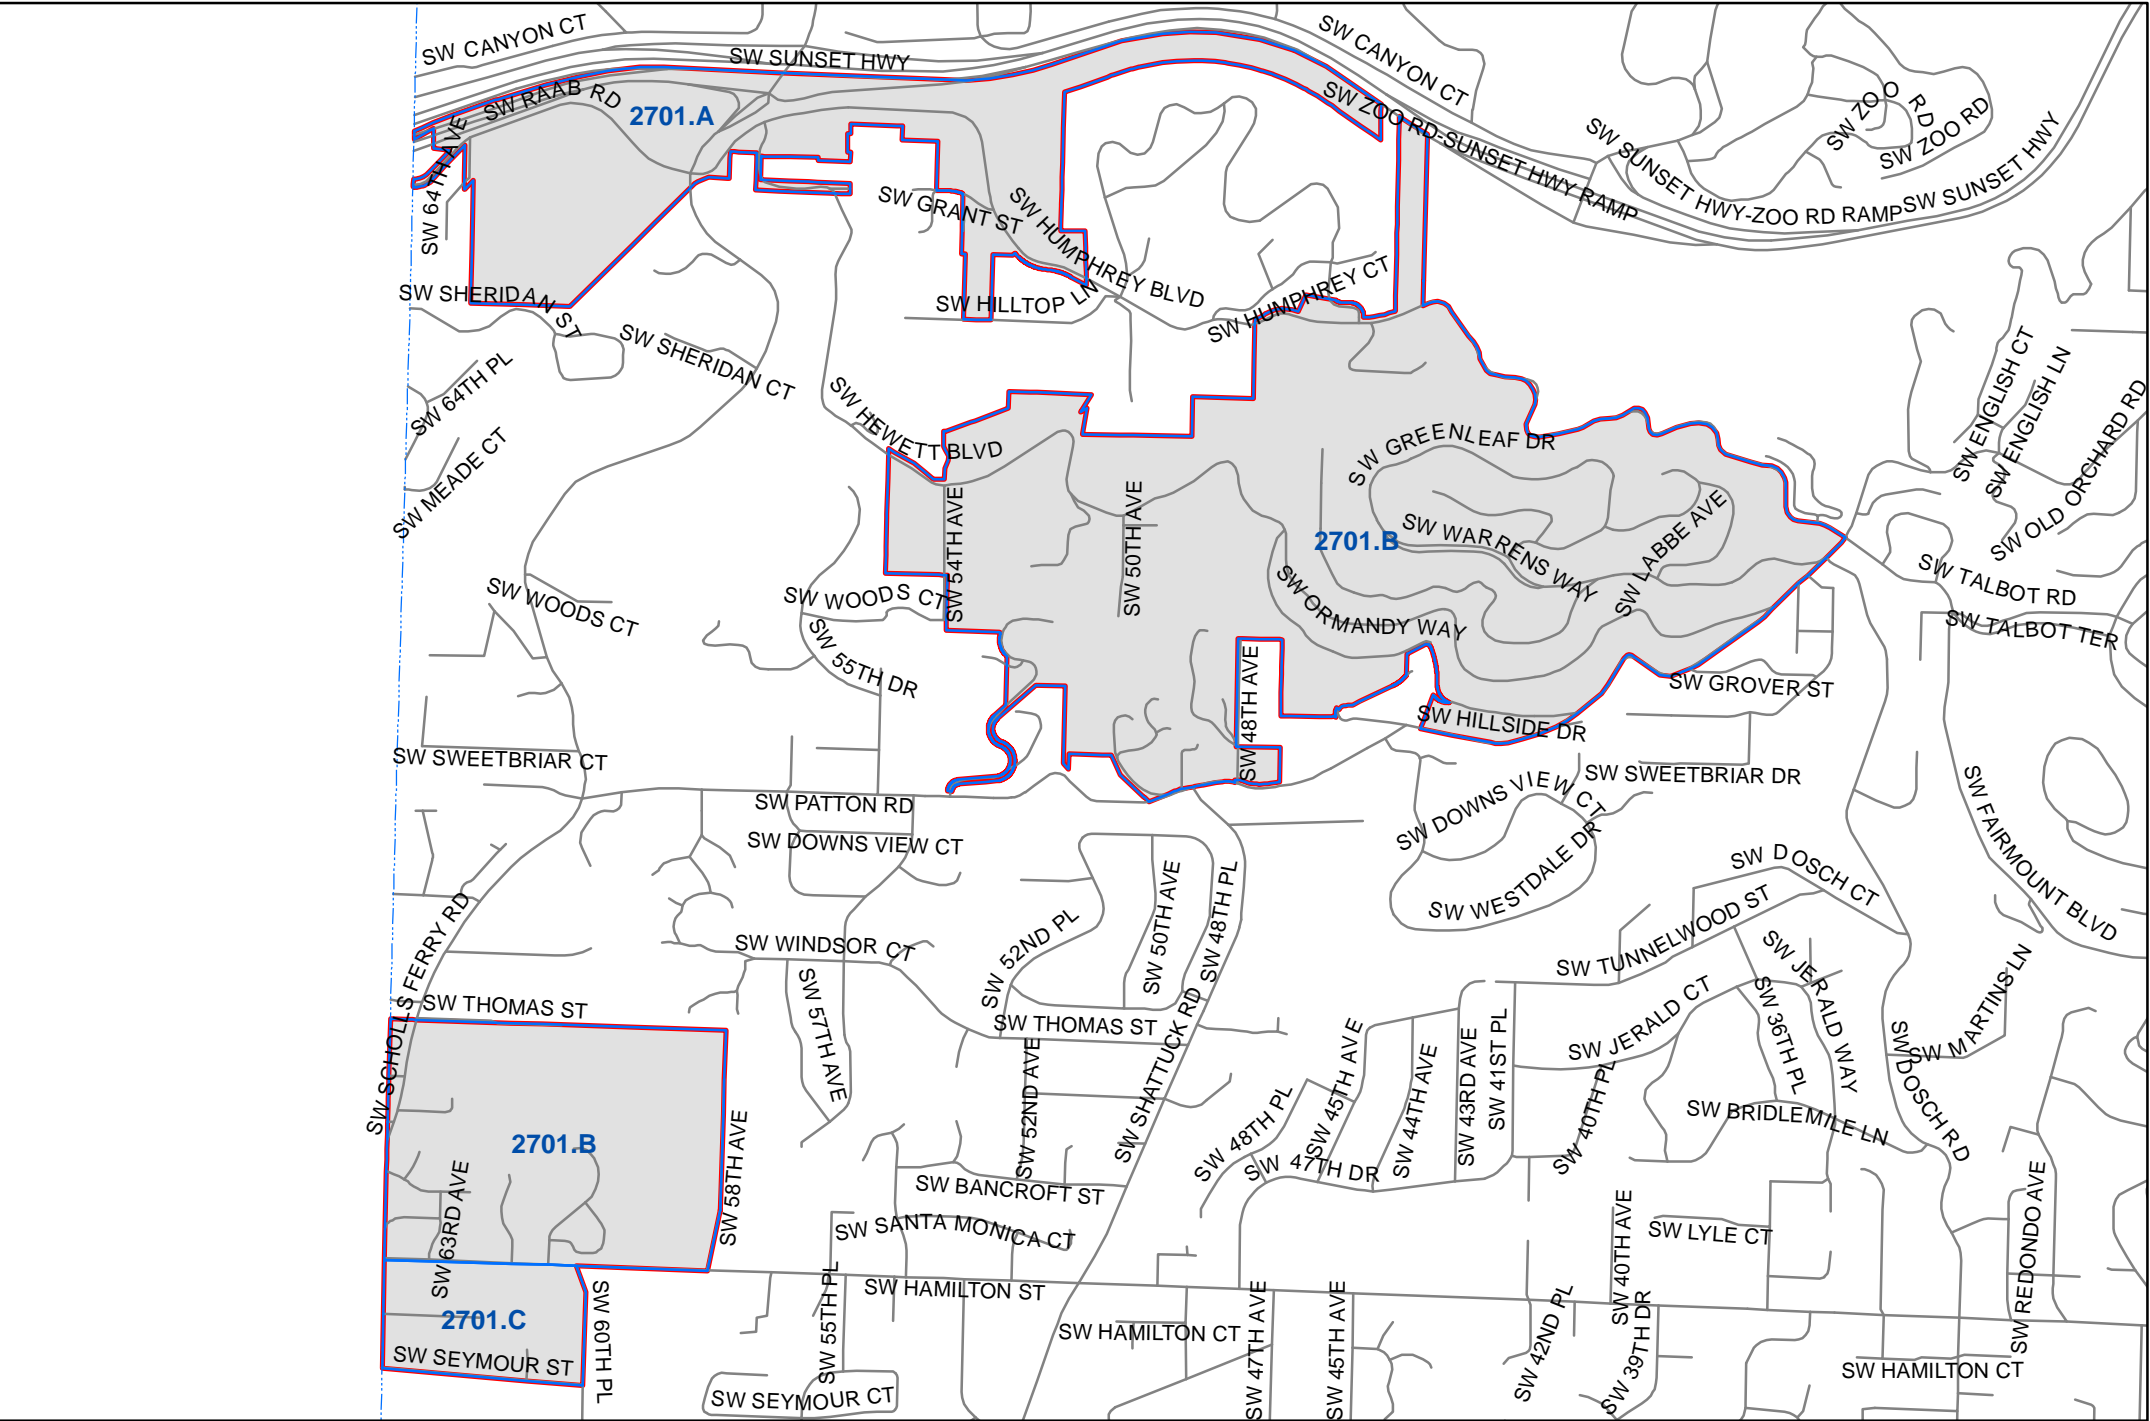 SW CANYON CT
SW SUNSET HWY
SW CANYON CT
SW RAAB RD
2701.A
SW ZOO RD-SUNSET HWY RAMP
SW ZOO RD
SW ZOO RD
SW SUNSET HWY-ZOO RD RAMP
SW SUNSET HWY
SW 64TH AVE
SW GRANT ST
SW HUMPHREY BLVD
SW HILLTOP LN
SW HUMPHREY CT
SW SHERIDAN ST
SW SHERIDAN CT
SW 64TH PL
SW MEADE CT
SW HEWETT BLVD
SW GREENLEAF DR
SW ENGLISH CT
SW ENGLISH LN
SW OLD ORCHARD RD
SW 54TH AVE
SW 50TH AVE
2701.B
SW WARRENS WAY
SW LABBE AVE
SW ORMANDY WAY
SW TALBOT RD
SW TALBOT TER
SW WOODS CT
SW WOODS CT
SW 55TH DR
SW 48TH AVE
SW GROVER ST
SW HILLSIDE DR
SW SWEETBRIAR CT
SW SWEETBRIAR DR
SW PATTON RD
SW DOWNS VIEW CT
SW DOWNS VIEW CT
SW WESTDALE DR
SW FAIRMOUNT BLVD
SW DOSCH CT
SW TUNNELWOOD ST
SW SCHOLLS FERRY RD
SW WINDSOR CT
SW 52ND PL
SW 50TH AVE
SW 48TH PL
SW JERALD WAY
SW JERALD CT
SW 36TH PL
SW MARTINS LN
SW THOMAS ST
SW THOMAS ST
SW 57TH AVE
SW 52ND AVE
SW SHATTUCK RD
SW 48TH PL
SW 45TH AVE
SW 44TH AVE
SW 43RD AVE
SW 41ST PL
SW 40TH PL
SW BRIDLEMILE LN
SW DOSCH RD
2701.B
SW 58TH AVE
SW 47TH DR
SW BANCROFT ST
SW SANTA MONICA CT
SW 63RD AVE
SW 40TH AVE
SW LYLE CT
SW REDONDO AVE
SW HAMILTON ST
2701.C
SW 60TH PL
SW 55TH PL
SW HAMILTON CT
SW 47TH AVE
SW 45TH AVE
SW 42ND PL
SW 39TH DR
SW HAMILTON CT
SW SEYMOUR ST
SW SEYMOUR CT